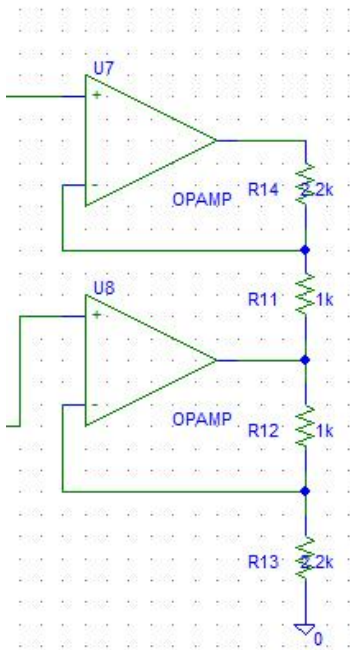 U7
+
-
OPAMP
R14 2.2k
R11 1k
U8
+
-
OPAMP
R12 1k
R13 2.2k
0